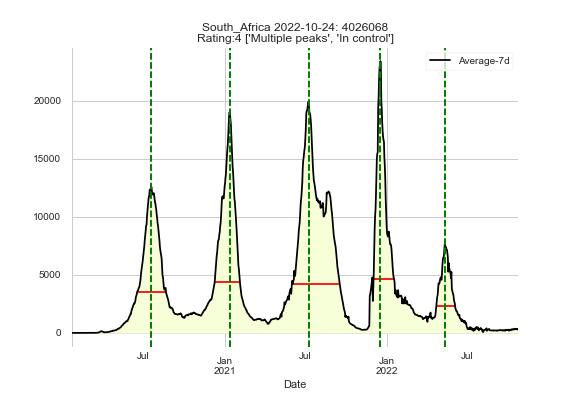 South_Africa 2022-10-24: 4026068
Rating:4 ['Multiple peaks', 'In control']
Average-7d
20000
15000
10000
5000
0
Jul
Jan
2021
Jul
Jan
2022
Jul
Date